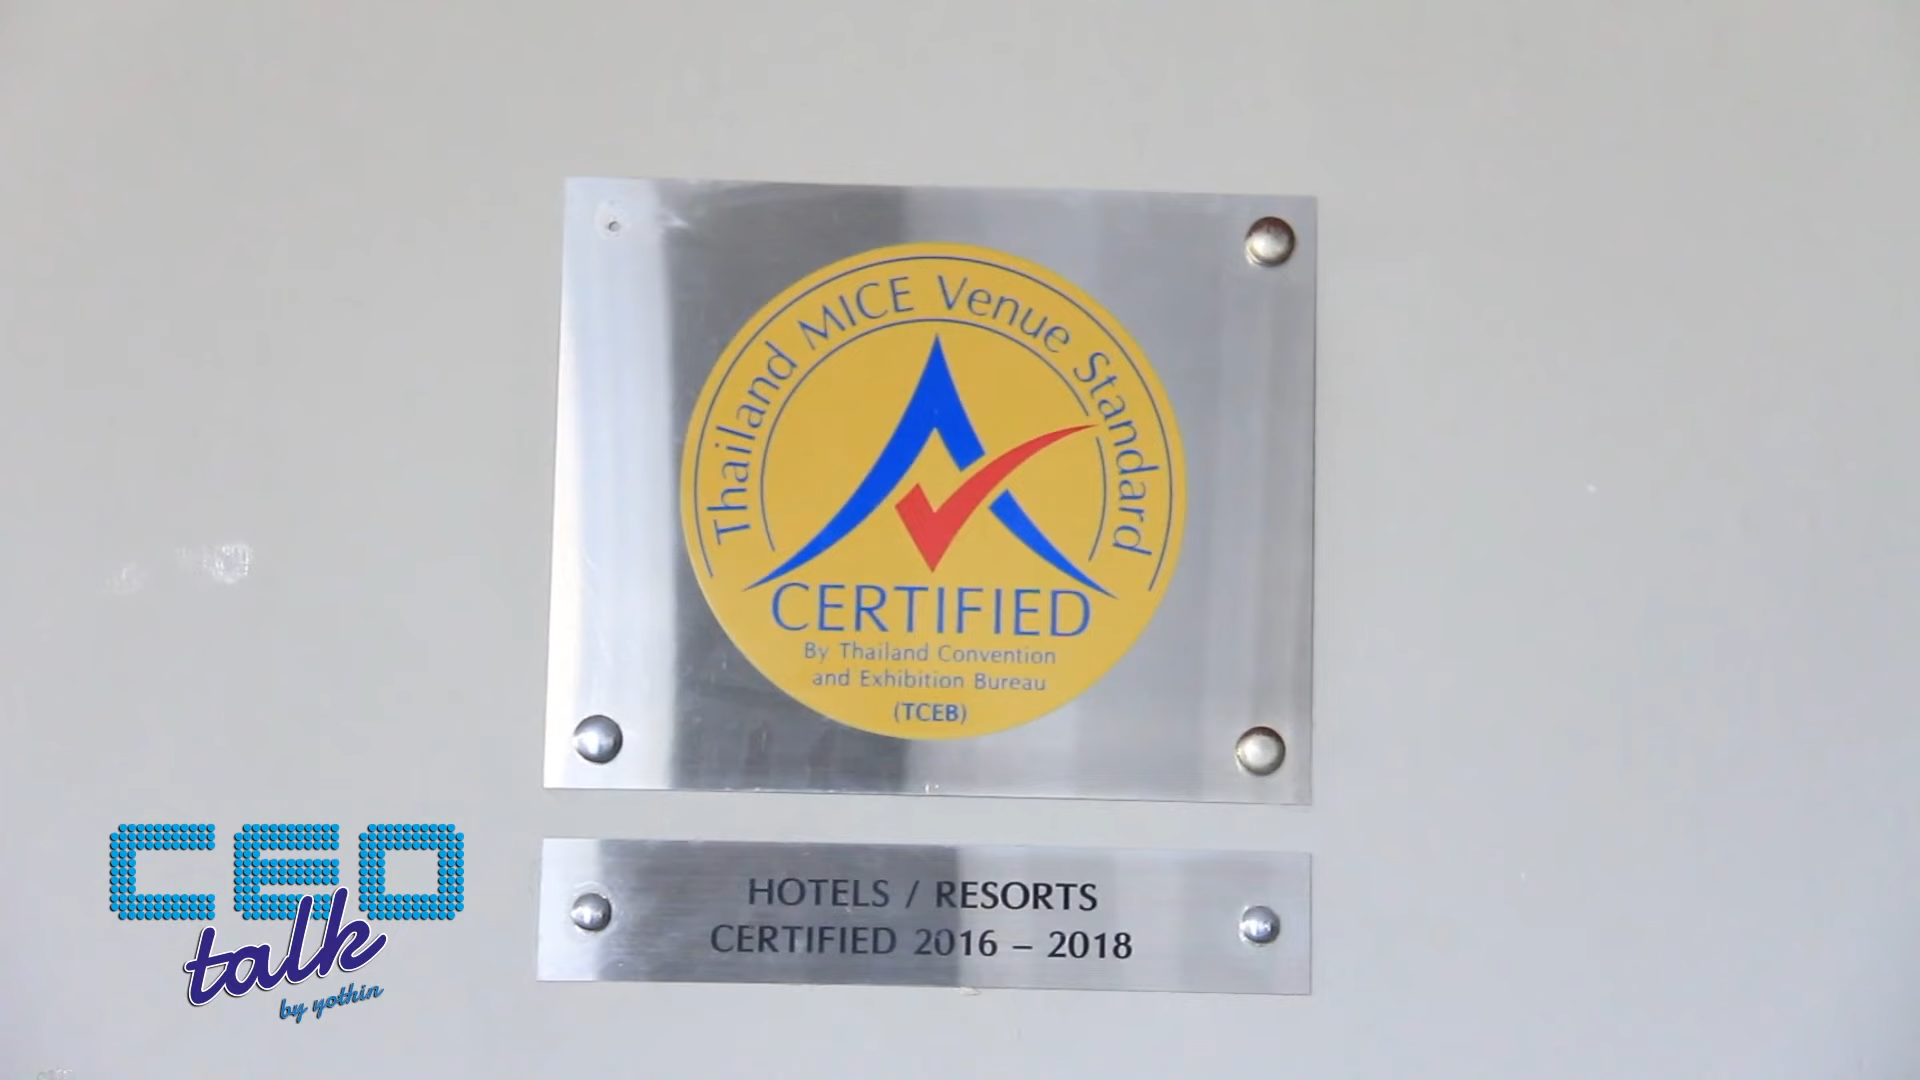 Thailand MICE Venue Standard
CERTIFIED
By Thailand Convention
and Exhibition Bureau
(TCEB)
HOTELS / RESORTS
CERTIFIED 2016 – 2018
CEO
talk
by yothin